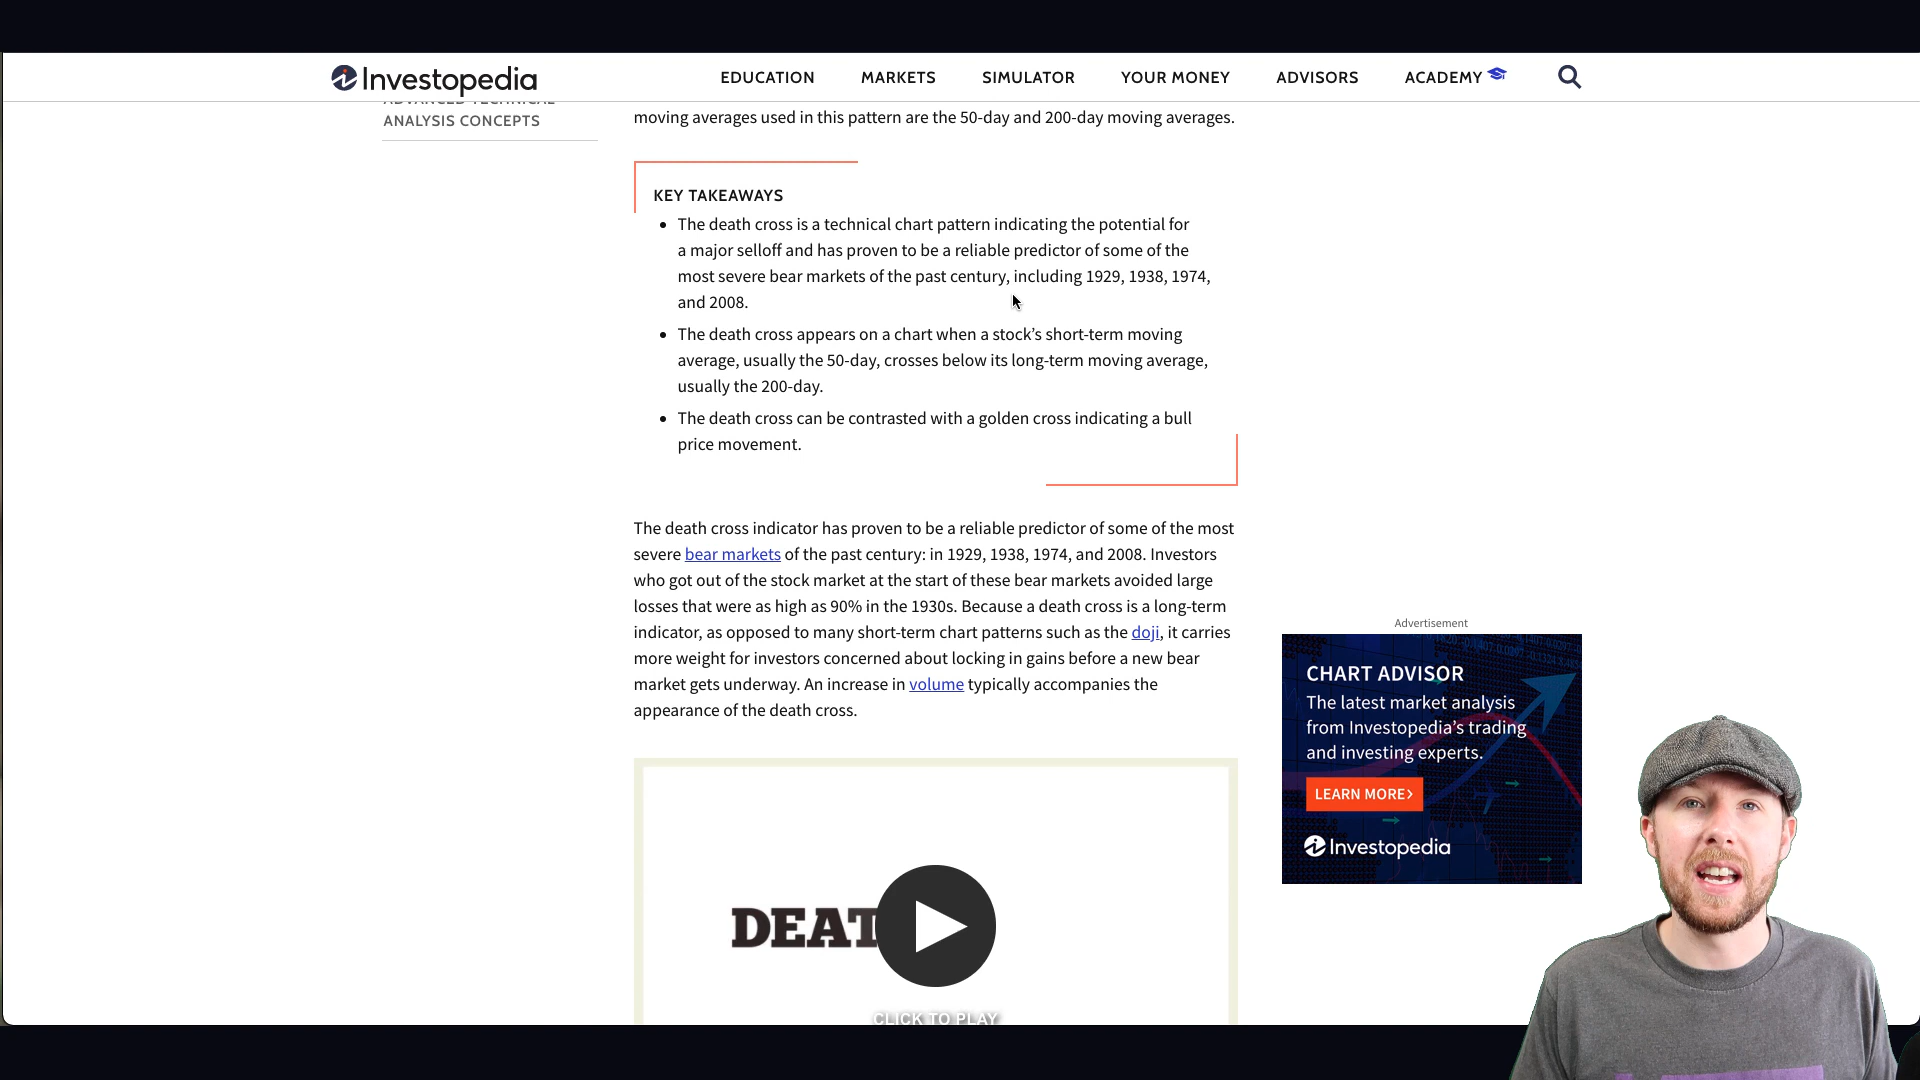 Investopedia
EDUCATION MARKETS SIMULATOR YOUR MONEY ADVISORS ACADEMY
ADVANCED TECHNICAL
ANALYSIS CONCEPTS
moving averages used in this pattern are the 50-day and 200-day moving averages.
KEY TAKEAWAYS
• The death cross is a technical chart pattern indicating the potential for
a major selloff and has proven to be a reliable predictor of some of the
most severe bear markets of the past century, including 1929, 1938, 1974,
and 2008.
• The death cross appears on a chart when a stock’s short-term moving
average, usually the 50-day, crosses below its long-term moving average,
usually the 200-day.
• The death cross can be contrasted with a golden cross indicating a bull
price movement.
The death cross indicator has proven to be a reliable predictor of some of the most
severe bear markets of the past century: in 1929, 1938, 1974, and 2008. Investors
who got out of the stock market at the start of these bear markets avoided large
losses that were as high as 90% in the 1930s. Because a death cross is a long-term
indicator, as opposed to many short-term chart patterns such as the doji, it carries
more weight for investors concerned about locking in gains before a new bear
market gets underway. An increase in volume typically accompanies the
appearance of the death cross.
DEAT
CLICK TO PLAY
Advertisement
CHART ADVISOR
The latest market analysis
from Investopedia’s trading
and investing experts.
LEARN MORE>
Investopedia